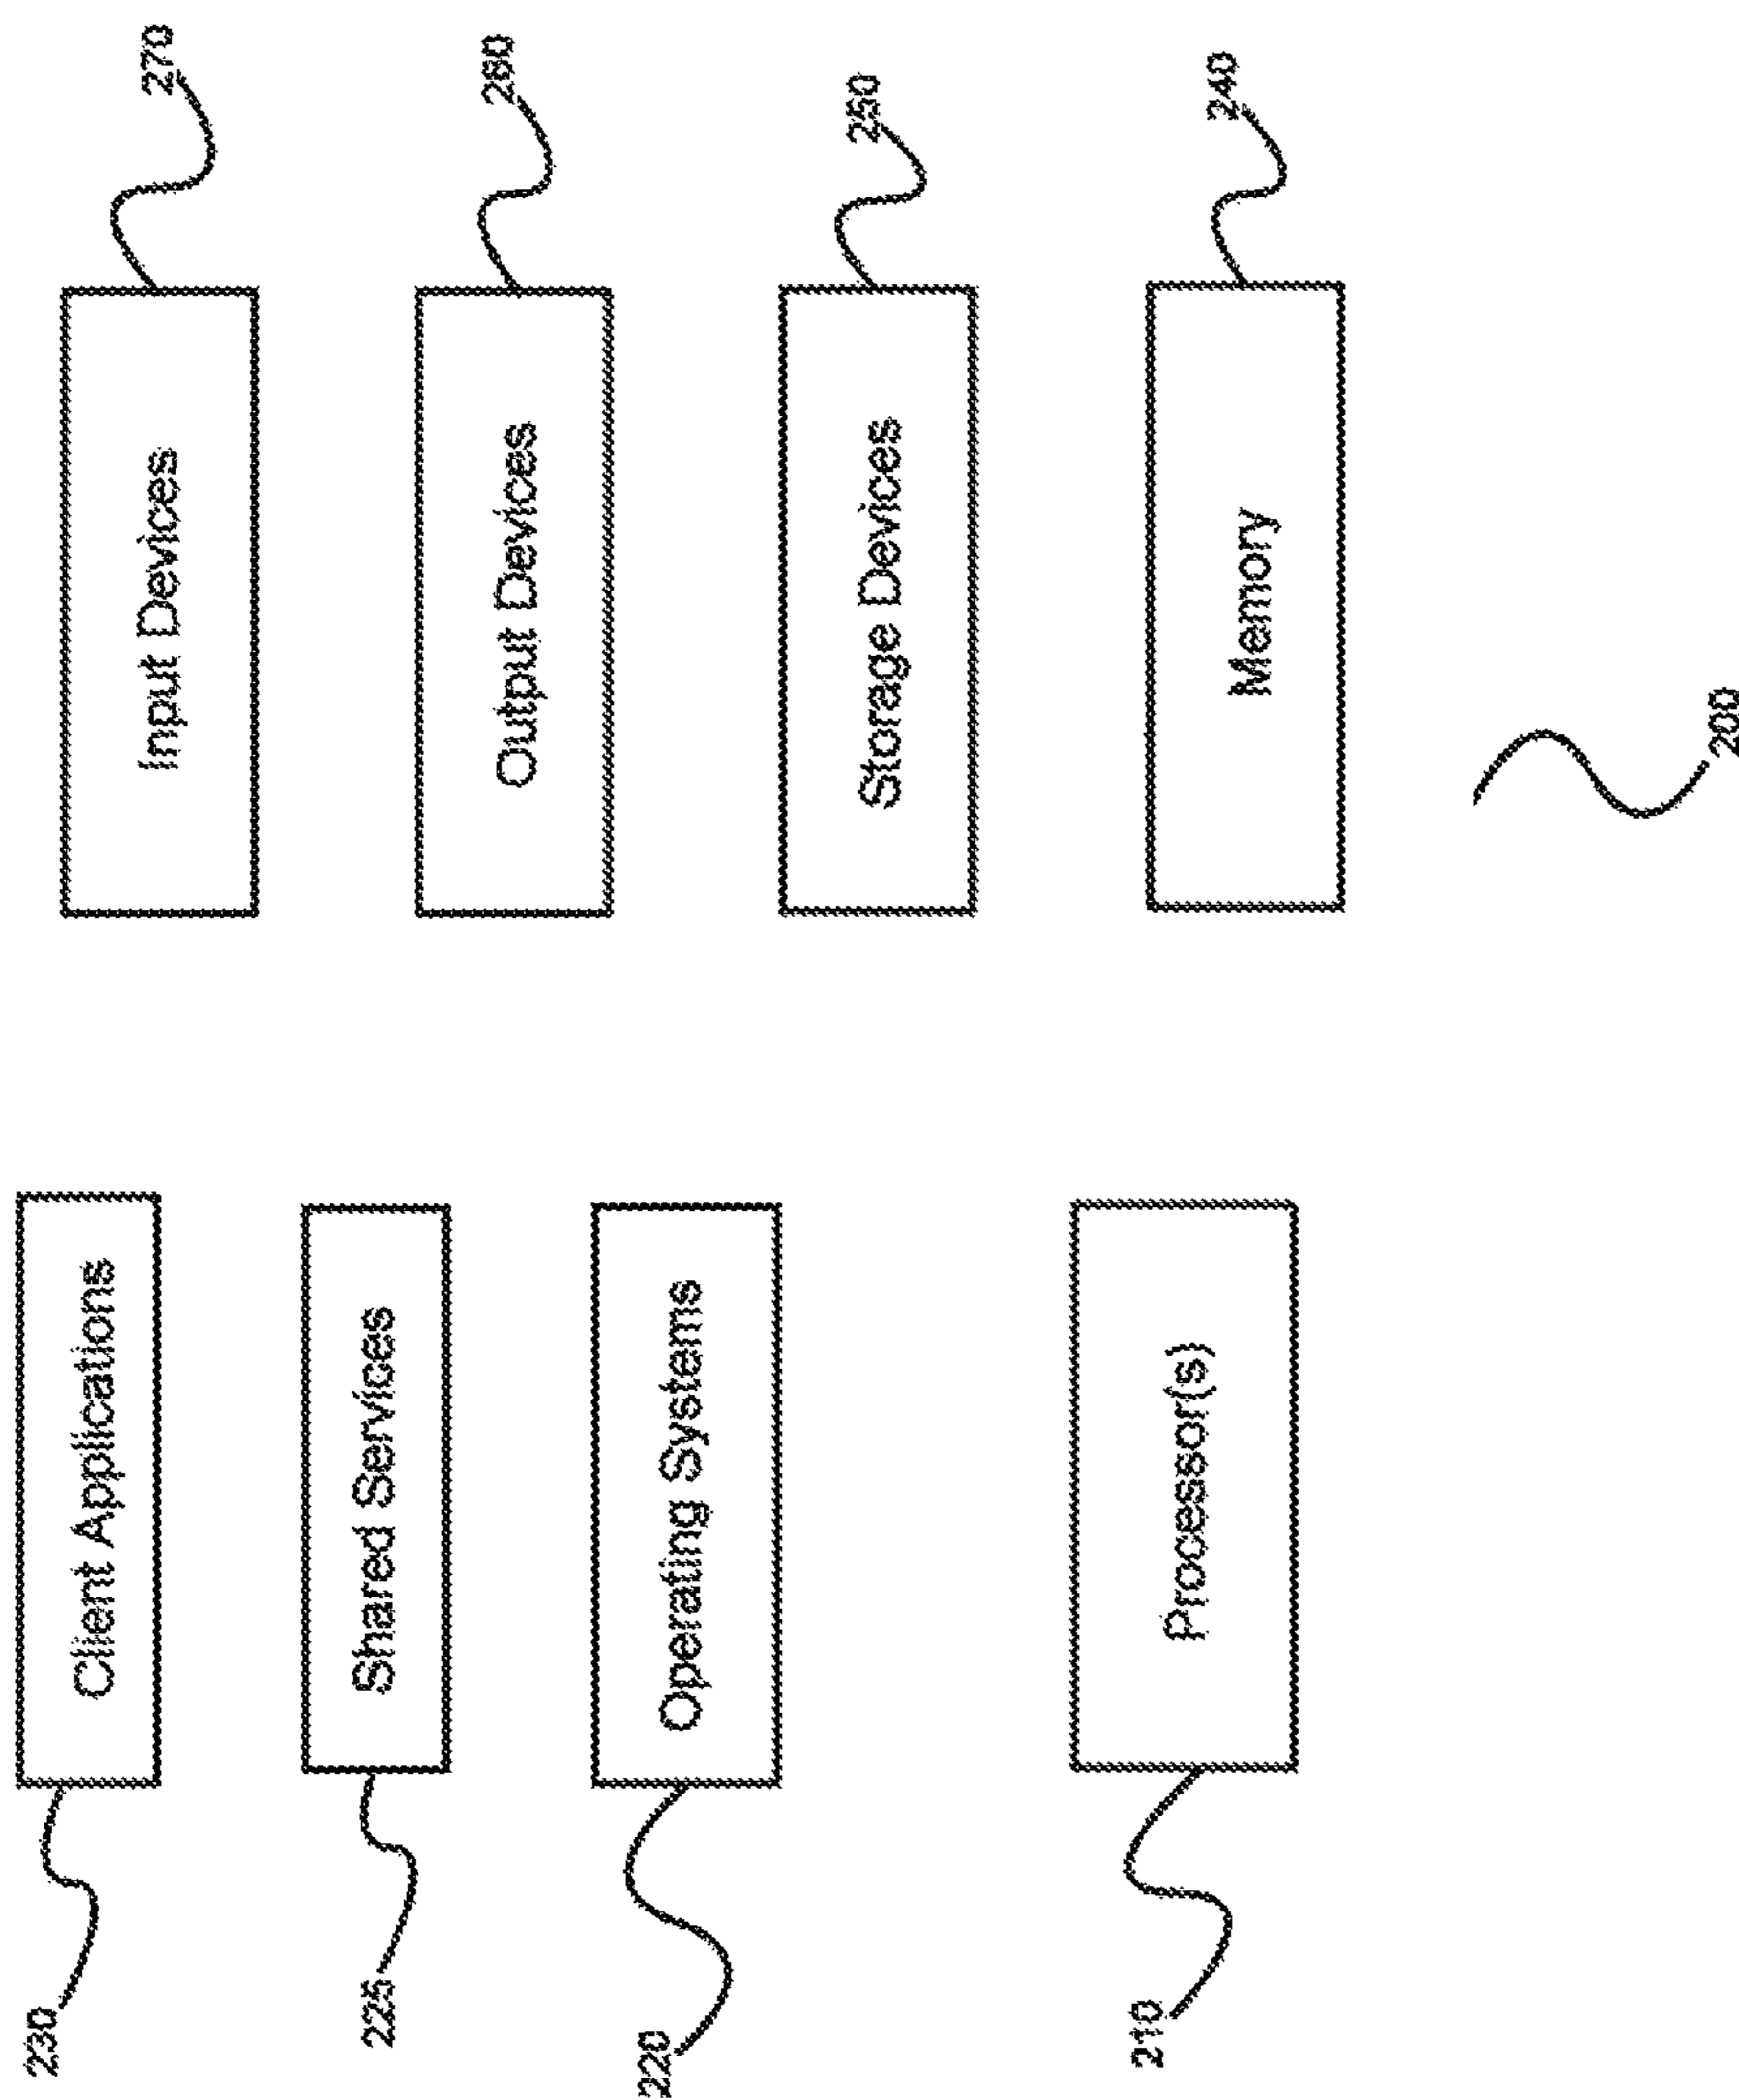 230
Client Applications
Input Devices
270
225
Shared Services
Output Devices
260
220
Operating Systems
Storage Devices
250
210
Processor(s)
Memory
240
200